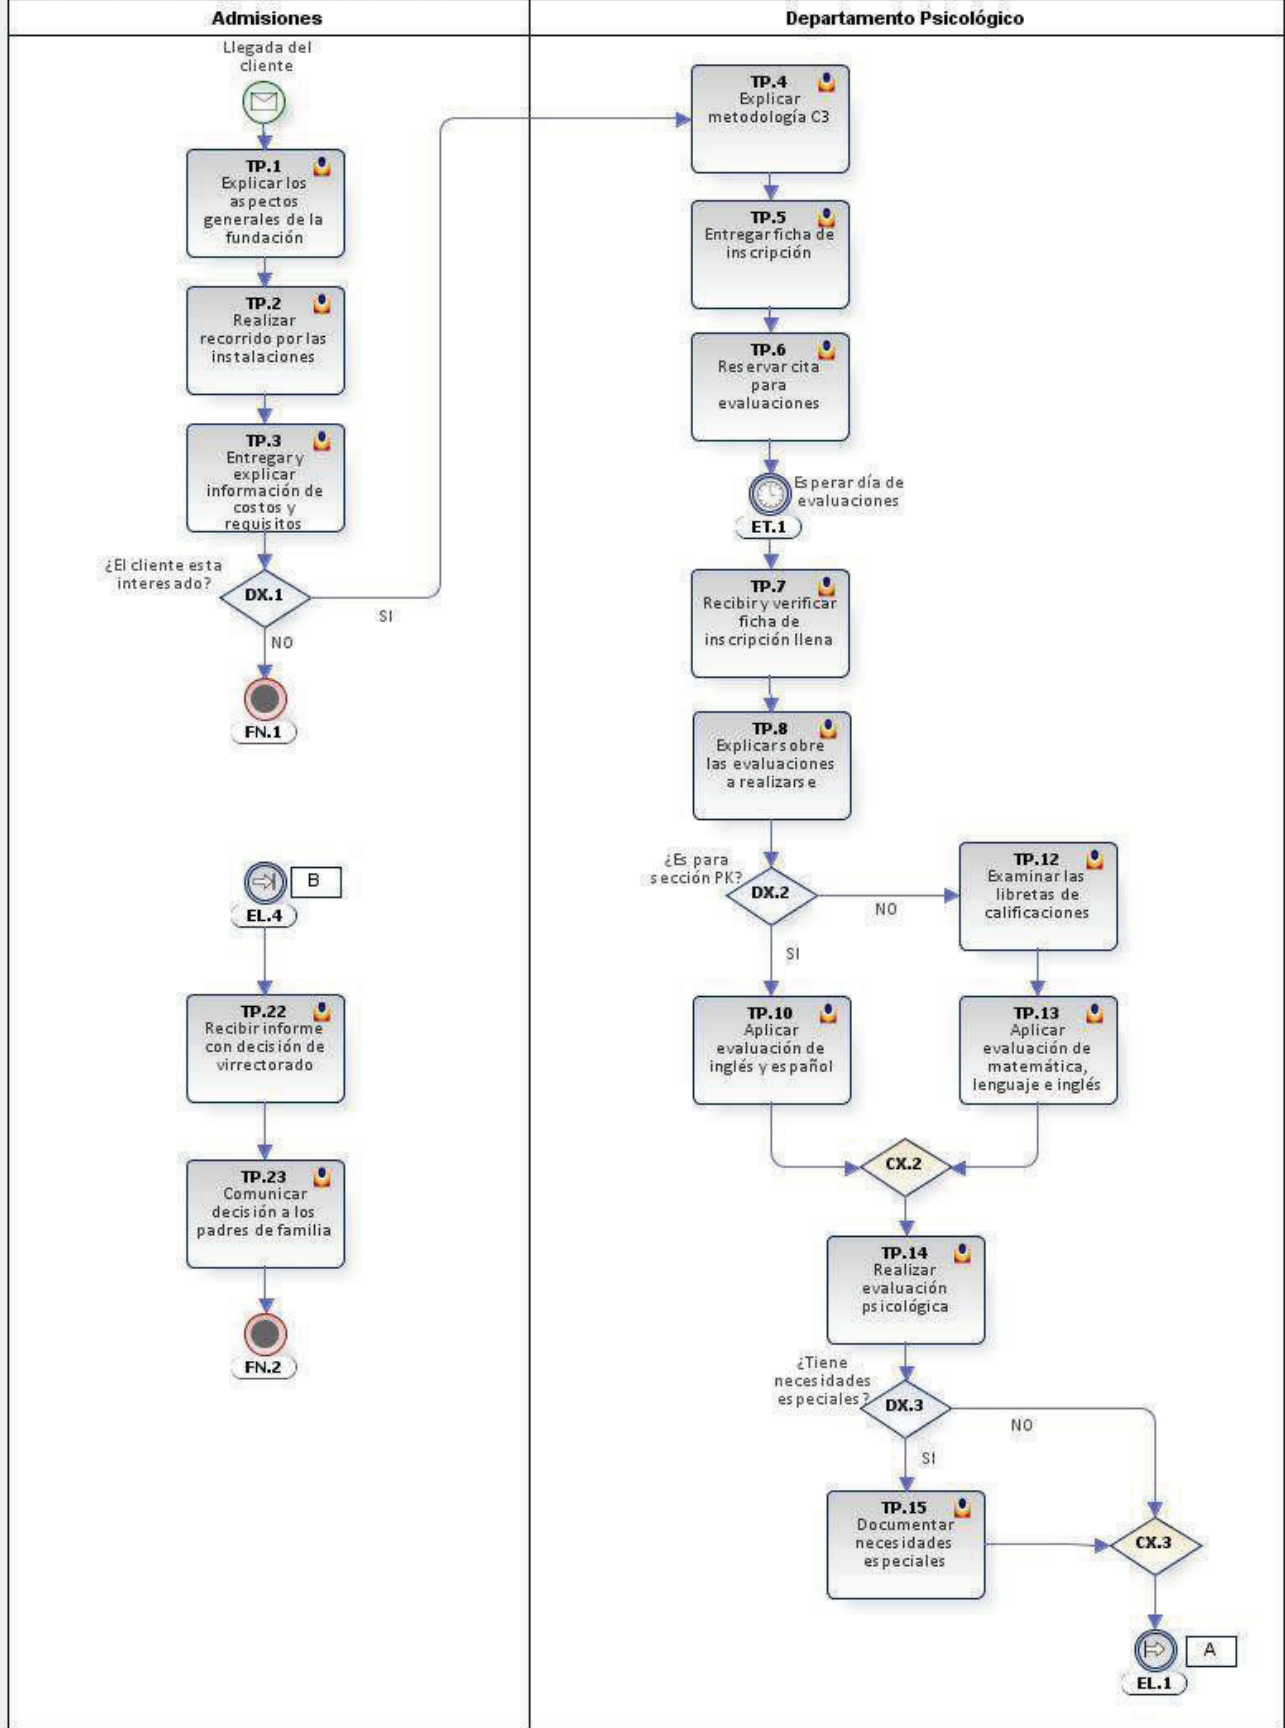 Admisiones
Llegada del
cliente
TP.1
Explicar los
aspectos
generales de la
fundación
TP.2
Realizar
recorrido por las
instalaciones
TP.3
Entregar y
explicar
información de
costos y
requisitos
¿El cliente esta
interesado?
DX.1
SI
NO
FN.1
B
EL.4
TP.22
Recibir informe
con decisión de
virrectorado
TP.23
Comunicar
decisión a los
padres de familia
FN.2
Departamento Psicológico
TP.4
Explicar
metodología C3
TP.5
Entregar ficha de
inscripción
TP.6
Reservar cita
para
evaluaciones
Esperar día de
evaluaciones
ET.1
TP.7
Recibir y verificar
ficha de
inscripción llena
TP.8
Explicar sobre
las evaluaciones
a realizarse
¿Es para
sección PK?
DX.2
NO
SI
TP.12
Examinar las
libretas de
calificaciones
TP.10
Aplicar
evaluación de
inglés y español
TP.13
Aplicar
evaluación de
matemática,
lenguaje e inglés
CX.2
TP.14
Realizar
evaluación
psicológica
¿Tiene
necesidades
especiales?
DX.3
NO
SI
TP.15
Documentar
necesidades
especiales
CX.3
A
EL.1